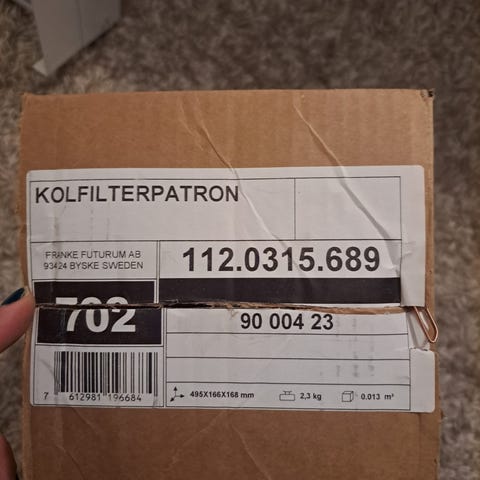 KOLFILTERPATRON
FRANKE FUTURUM AB
93424 BYSKE SWEDEN
112.0315.689
702
90 004 23
7 612981 196684
495X166X168 mm
2,3 kg
0.013 m³